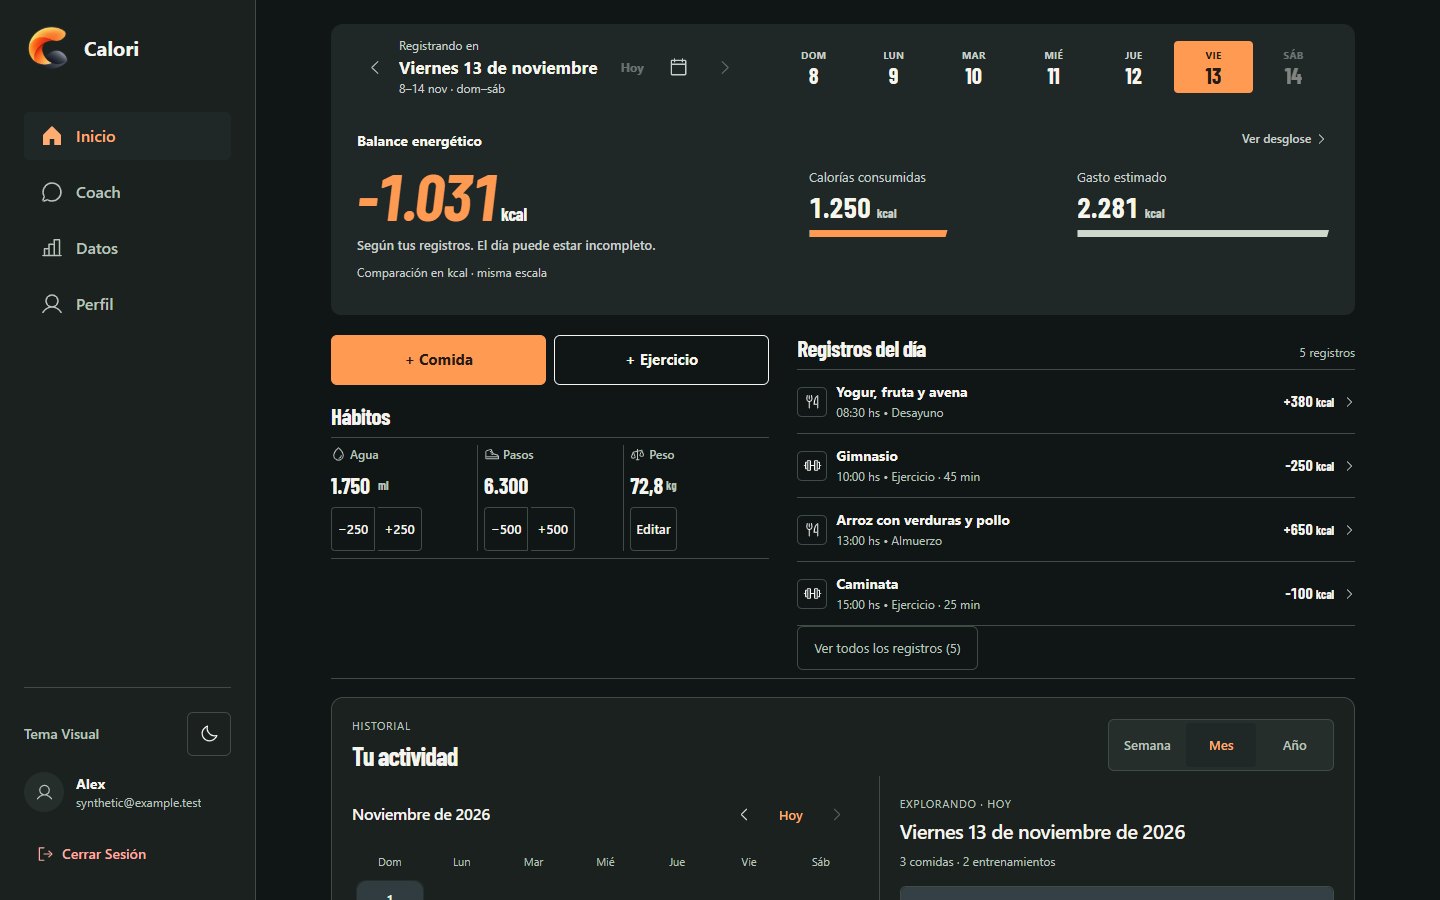 Calori
Inicio
Coach
Datos
Perfil
Tema Visual
Alex
synthetic@example.test
Cerrar Sesión
Registrando en
Viernes 13 de noviembre
Hoy
8–14 nov · dom–sáb
DOM 8
LUN 9
MAR 10
MIÉ 11
JUE 12
VIE 13
SÁB 14
Balance energético
Ver desglose
-1.031 kcal
Según tus registros. El día puede estar incompleto.
Comparación en kcal · misma escala
Calorías consumidas
1.250 kcal
Gasto estimado
2.281 kcal
+ Comida
+ Ejercicio
Hábitos
Agua
1.750 ml
−250 +250
Pasos
6.300
−500 +500
Peso
72,8 kg
Editar
Registros del día
5 registros
Yogur, fruta y avena
08:30 hs • Desayuno
+380 kcal
Gimnasio
10:00 hs • Ejercicio · 45 min
-250 kcal
Arroz con verduras y pollo
13:00 hs • Almuerzo
+650 kcal
Caminata
15:00 hs • Ejercicio · 25 min
-100 kcal
Ver todos los registros (5)
HISTORIAL
Tu actividad
Semana Mes Año
Noviembre de 2026
Hoy
Dom Lun Mar Mié Jue Vie Sáb
1
EXPLORANDO · HOY
Viernes 13 de noviembre de 2026
3 comidas · 2 entrenamientos